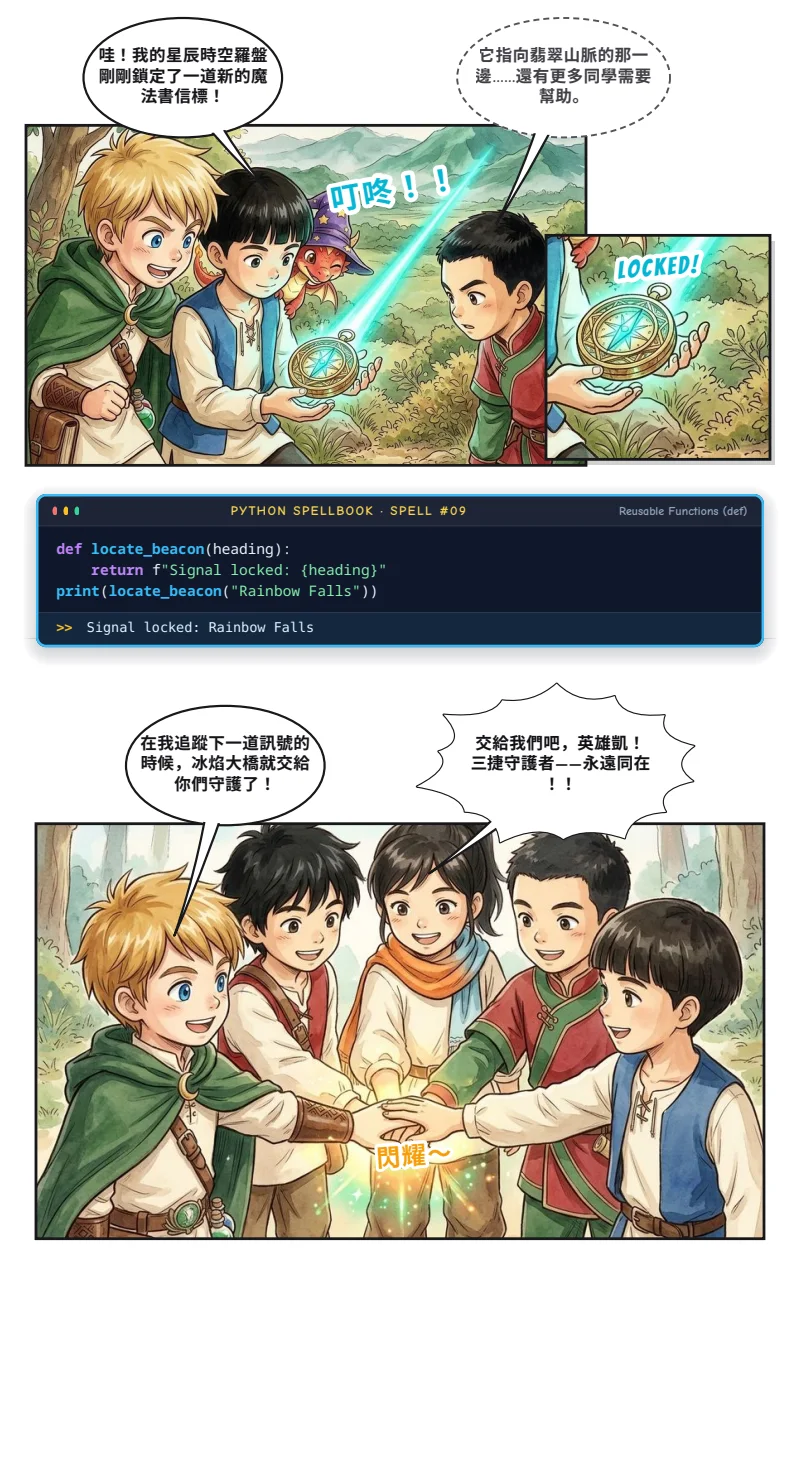 哇！我的星辰時空羅盤
剛剛鎖定了一道新的魔
法書信標！
它指向翡翠山脈的那一
邊……還有更多同學需要
幫助。
叮咚！！
LOCKED!
PYTHON SPELLBOOK · SPELL #09
Reusable Functions (def)
def locate_beacon(heading):
    return f"Signal locked: {heading}"
print(locate_beacon("Rainbow Falls"))
>> Signal locked: Rainbow Falls
在我追蹤下一道訊號的
時候，冰焰大橋就交給
你們守護了！
交給我們吧，英雄凱！
三捷守護者——永遠同在
！！
閃耀～